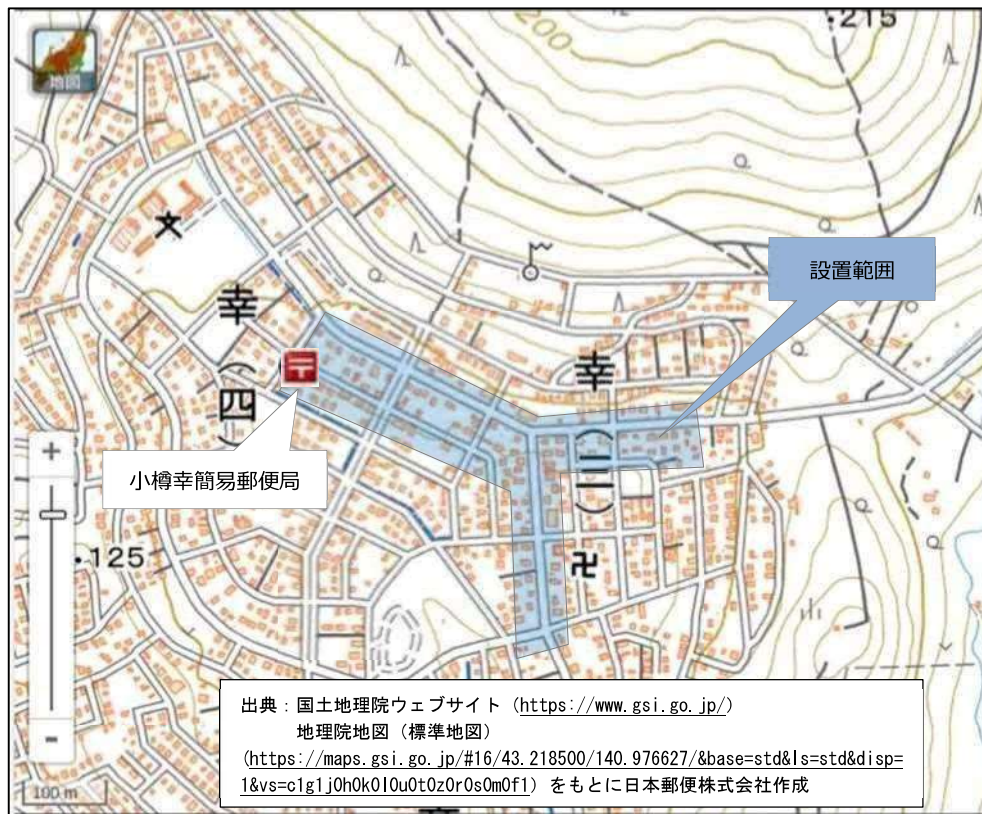 200
・215
地図
設置範囲
幸
(四)
幸
(二)
小樽幸簡易郵便局
・125
100 m
出典：国土地理院ウェブサイト（https://www.gsi.go.jp/）
地理院地図（標準地図）
(https://maps.gsi.go.jp/#16/43.218500/140.976627/&base=std&ls=std&disp=
1&vs=c1g1j0h0k0l0u0t0z0r0s0m0f1) をもとに日本郵便株式会社作成